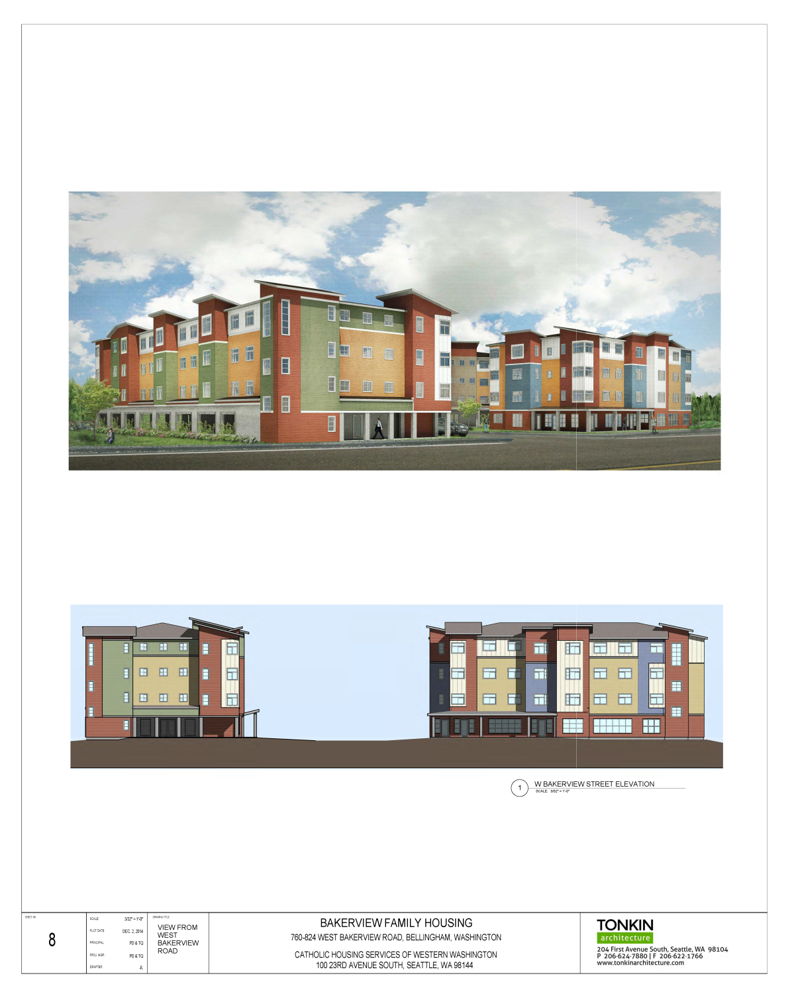 1
W BAKERVIEW STREET ELEVATION
SCALE: 3/32" = 1'-0"
SHEET NO
8
SCALE: 3/32" = 1'-0"
PLOT DATE: DEC. 2, 2014
PRINCIPAL: PD & TQ
PROJ. MGR.: PD & TQ
DRAFTER: JL
DRAWING TITLE
VIEW FROM
WEST
BAKERVIEW
ROAD
BAKERVIEW FAMILY HOUSING
760-824 WEST BAKERVIEW ROAD, BELLINGHAM, WASHINGTON
CATHOLIC HOUSING SERVICES OF WESTERN WASHINGTON
100 23RD AVENUE SOUTH, SEATTLE, WA 98144
TONKIN
architecture
204 First Avenue South, Seattle, WA 98104
P 206-624-7880 | F 206-622-1766
www.tonkinarchitecture.com